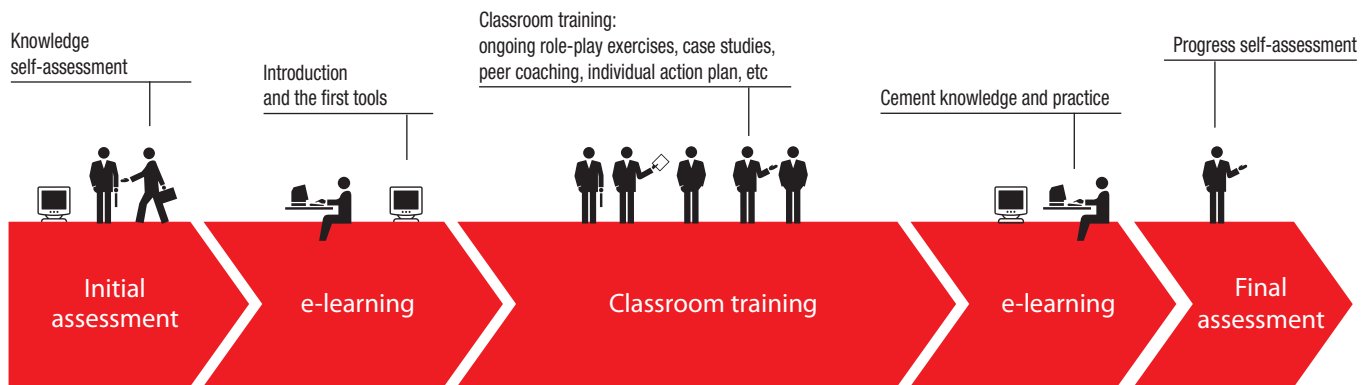 Knowledge
self-assessment
Introduction
and the first tools
Classroom training:
ongoing role-play exercises, case studies,
peer coaching, individual action plan, etc
Cement knowledge and practice
Progress self-assessment
Initial
assessment
e-learning
Classroom training
e-learning
Final
assessment